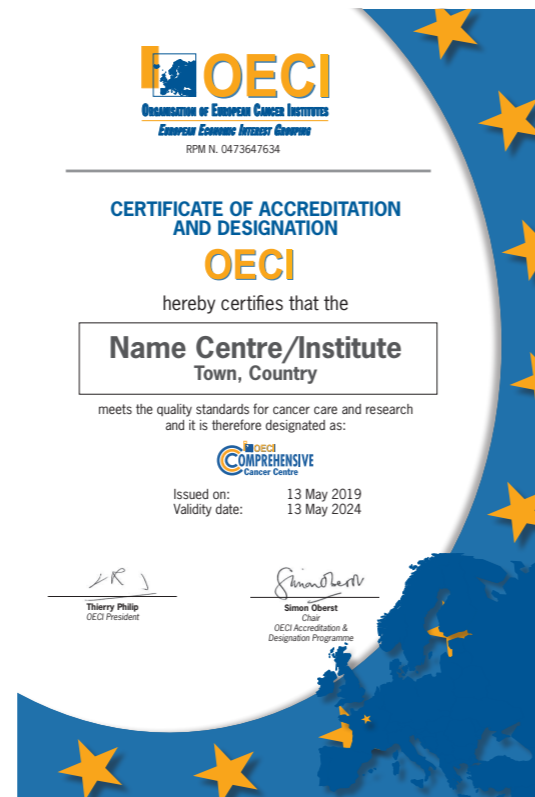 OECI
ORGANISATION OF EUROPEAN CANCER INSTITUTES
EUROPEAN ECONOMIC INTEREST GROUPING
RPM N. 0473647634
CERTIFICATE OF ACCREDITATION
AND DESIGNATION
OECI
hereby certifies that the
Name Centre/Institute
Town, Country
meets the quality standards for cancer care and research
and it is therefore designated as:
OECI
COMPREHENSIVE
Cancer Centre
Issued on: 13 May 2019
Validity date: 13 May 2024
Simon Oberst
Thierry Philip
OECI President
Simon Oberst
Chair
OECI Accreditation &
Designation Programme